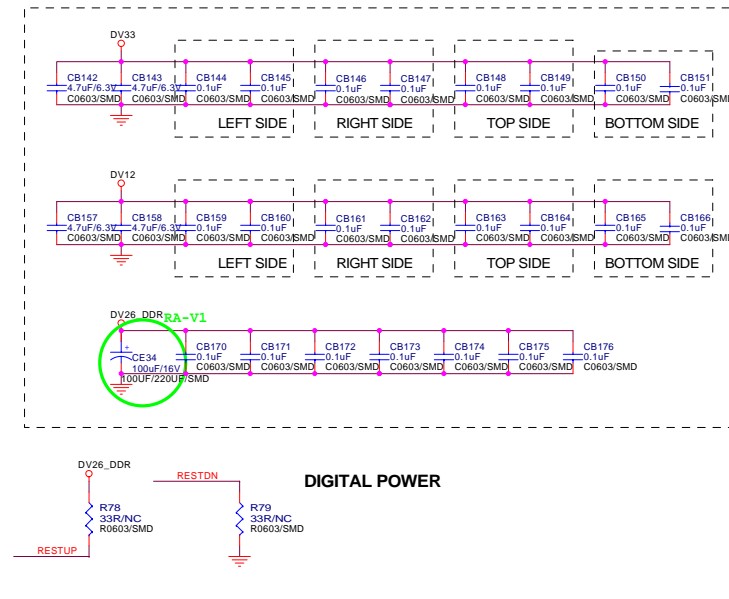 DV33
CB142 CB143 CB144 CB145 CB146 CB147 CB148 CB149 CB150 CB151
4.7uF/6.3V 4.7uF/6.3V 0.1uF 0.1uF 0.1uF 0.1uF 0.1uF 0.1uF 0.1uF 0.1uF
C0603/SMD C0603/SMD C0603/SMD C0603/SMD C0603/SMD C0603/SMD C0603/SMD C0603/SMD C0603/SMD C0603/SMD
LEFT SIDE RIGHT SIDE TOP SIDE BOTTOM SIDE
DV12
CB157 CB158 CB159 CB160 CB161 CB162 CB163 CB164 CB165 CB166
4.7uF/6.3V 4.7uF/6.3V 0.1uF 0.1uF 0.1uF 0.1uF 0.1uF 0.1uF 0.1uF 0.1uF
C0603/SMD C0603/SMD C0603/SMD C0603/SMD C0603/SMD C0603/SMD C0603/SMD C0603/SMD C0603/SMD C0603/SMD
LEFT SIDE RIGHT SIDE TOP SIDE BOTTOM SIDE
DV26_DDR RA-V1
CE34 CB170 CB171 CB172 CB173 CB174 CB175 CB176
100uF/16V 0.1uF 0.1uF 0.1uF 0.1uF 0.1uF 0.1uF 0.1uF
100UF/220UF/SMD C0603/SMD C0603/SMD C0603/SMD C0603/SMD C0603/SMD C0603/SMD C0603/SMD
DV26_DDR
RESTDN
DIGITAL POWER
R78 R79
33R/NC 33R/NC
R0603/SMD R0603/SMD
RESTUP